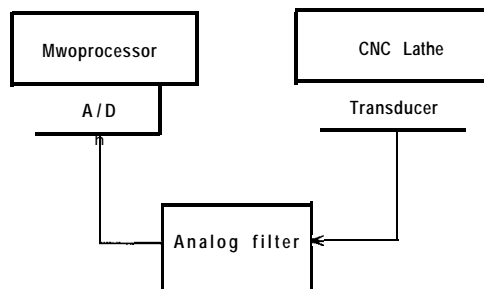 Mwoprocessor
CNC Lathe
A/D
Transducer
Analog filter